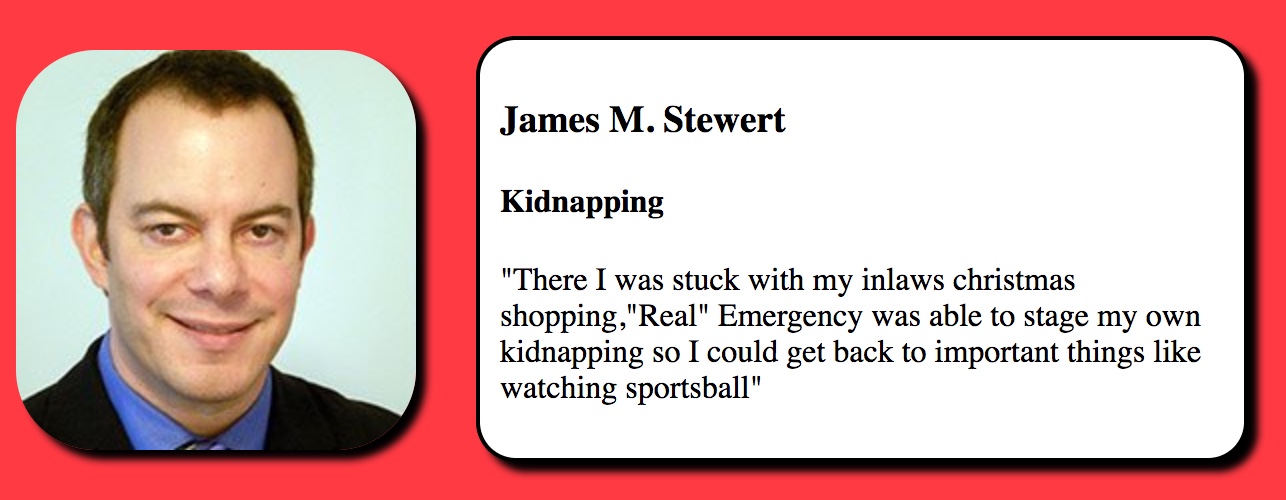 James M. Stewert
Kidnapping
"There I was stuck with my inlaws christmas
shopping,"Real" Emergency was able to stage my own
kidnapping so I could get back to important things like
watching sportsball"